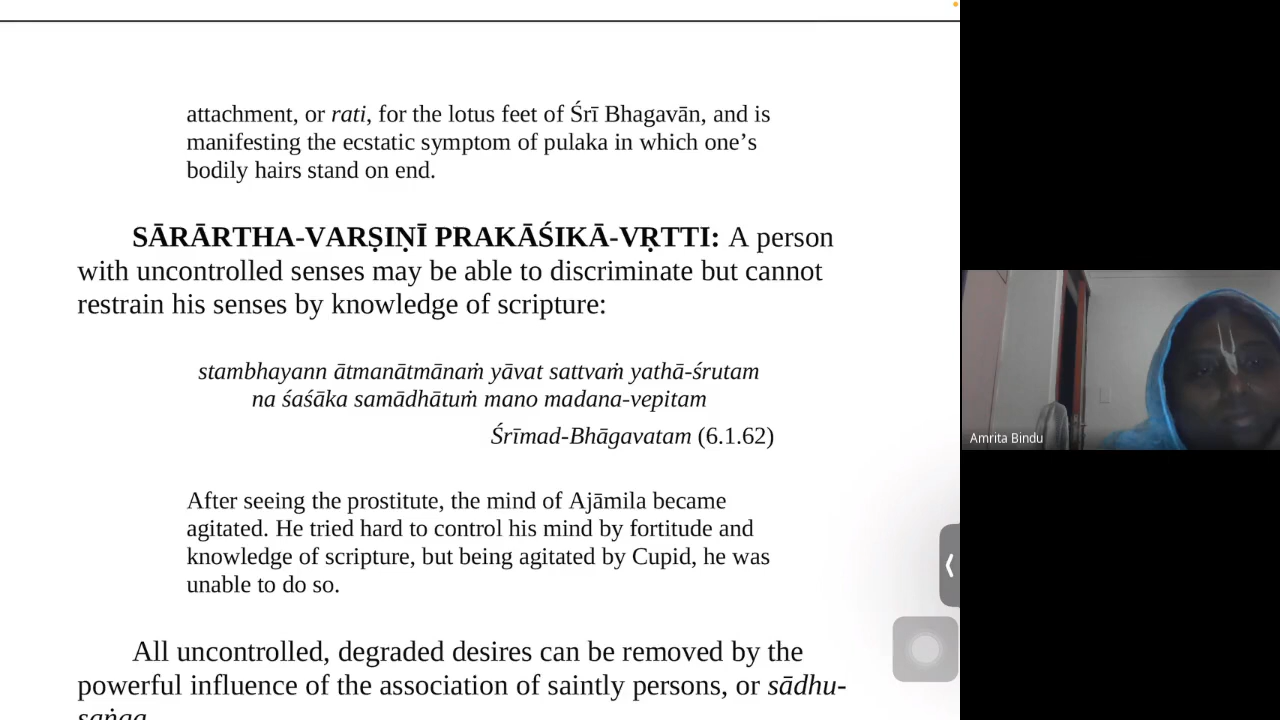 attachment, or rati, for the lotus feet of Śrī Bhagavān, and is
manifesting the ecstatic symptom of pulaka in which one’s
bodily hairs stand on end.
SĀRĀRTHA-VARṢIṆĪ PRAKĀŚIKĀ-VṚTTI: A person
with uncontrolled senses may be able to discriminate but cannot
restrain his senses by knowledge of scripture:
stambhayann ātmanātmānaṁ yāvat sattvaṁ yathā-śrutam
na śaśāka samādhātuṁ mano madana-vepitam
Śrīmad-Bhāgavatam (6.1.62)
After seeing the prostitute, the mind of Ajāmila became
agitated. He tried hard to control his mind by fortitude and
knowledge of scripture, but being agitated by Cupid, he was
unable to do so.
All uncontrolled, degraded desires can be removed by the
powerful influence of the association of saintly persons, or sādhu-
saṅga
Amrita Bindu